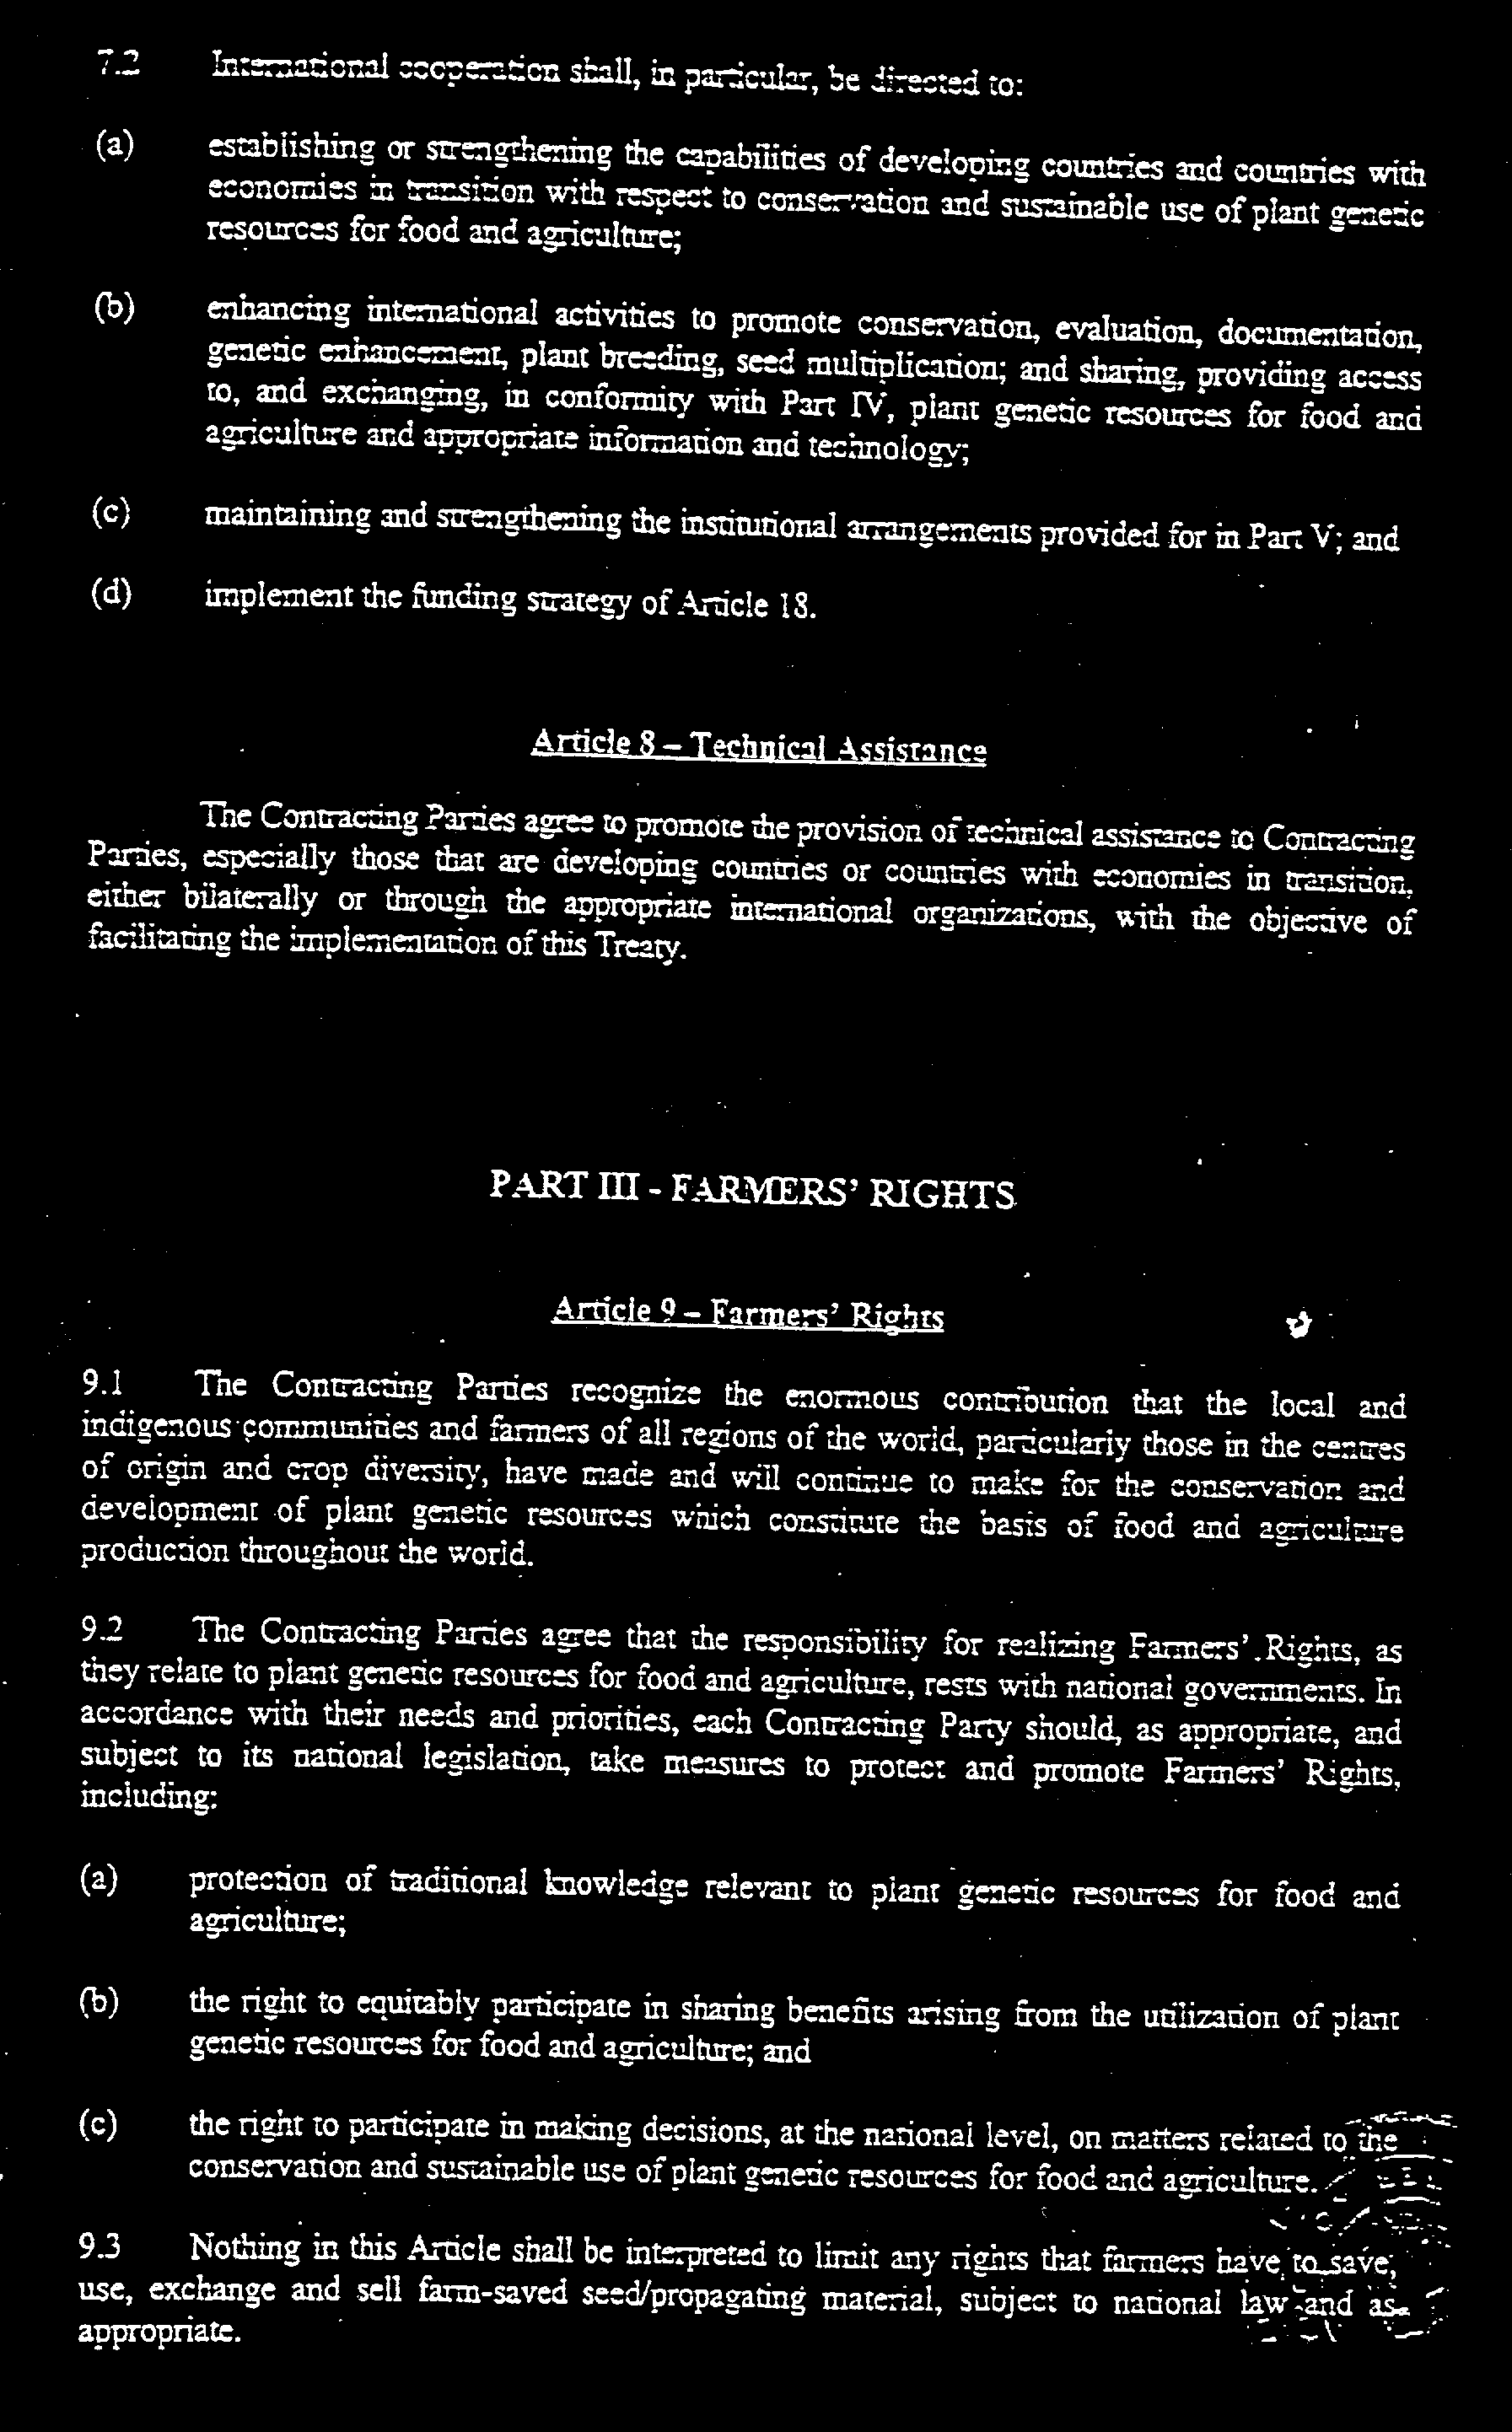 7.2 International cooperation shall, in particular, be directed to:
(a) establishing or strengthening the capabilities of developing countries and countries with
economies in transition with respect to conservation and sustainable use of plant genetic
resources for food and agriculture;
(b) enhancing international activities to promote conservation, evaluation, documentation,
genetic enhancement, plant breeding, seed multiplication; and sharing, providing access
to, and exchanging, in conformity with Part IV, plant genetic resources for food and
agriculture and appropriate information and technology;
(c) maintaining and strengthening the institutional arrangements provided for in Part V; and
(d) implement the funding strategy of Article 18.
Article 8 – Technical Assistance
The Contracting Parties agree to promote the provision of technical assistance to Contracting
Parties, especially those that are developing countries or countries with economies in transition,
either bilaterally or through the appropriate international organizations, with the objective of
facilitating the implementation of this Treaty.
PART III - FARMERS’ RIGHTS
Article 9 – Farmers’ Rights
9.1 The Contracting Parties recognize the enormous contribution that the local and
indigenous communities and farmers of all regions of the world, particularly those in the centres
of origin and crop diversity, have made and will continue to make for the conservation and
development of plant genetic resources which constitute the basis of food and agriculture
production throughout the world.
9.2 The Contracting Parties agree that the responsibility for realizing Farmers’ Rights, as
they relate to plant genetic resources for food and agriculture, rests with national governments. In
accordance with their needs and priorities, each Contracting Party should, as appropriate, and
subject to its national legislation, take measures to protect and promote Farmers’ Rights,
including:
(a) protection of traditional knowledge relevant to plant genetic resources for food and
agriculture;
(b) the right to equitably participate in sharing benefits arising from the utilization of plant
genetic resources for food and agriculture; and
(c) the right to participate in making decisions, at the national level, on matters related to the
conservation and sustainable use of plant genetic resources for food and agriculture.
9.3 Nothing in this Article shall be interpreted to limit any rights that farmers have to save,
use, exchange and sell farm-saved seed/propagating material, subject to national law and as
appropriate.